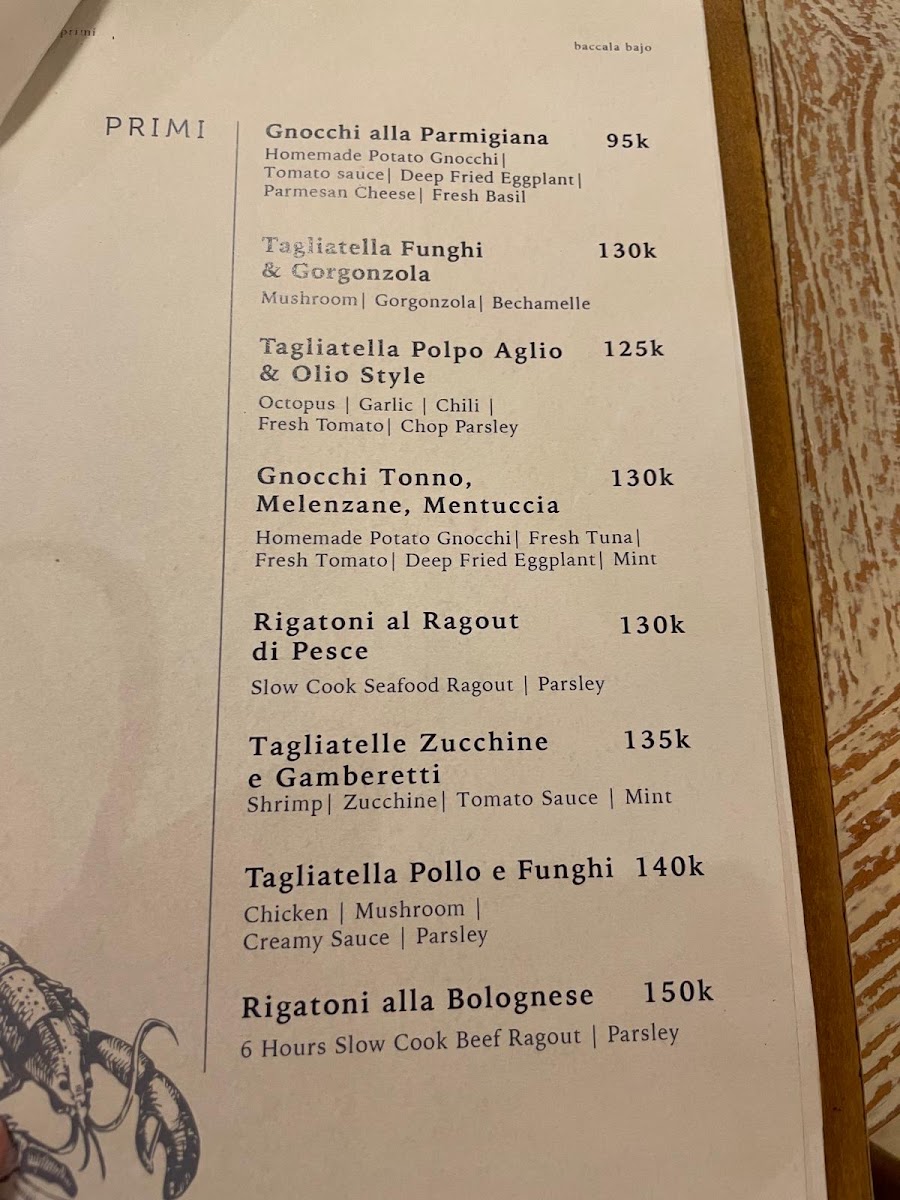 primi
baccala bajo
PRIMI
Gnocchi alla Parmigiana 95k
Homemade Potato Gnocchi|
Tomato sauce| Deep Fried Eggplant|
Parmesan Cheese| Fresh Basil
Tagliatella Funghi 130k
& Gorgonzola
Mushroom| Gorgonzola| Bechamelle
Tagliatella Polpo Aglio 125k
& Olio Style
Octopus | Garlic | Chili |
Fresh Tomato| Chop Parsley
Gnocchi Tonno, 130k
Melenzane, Mentuccia
Homemade Potato Gnocchi| Fresh Tuna|
Fresh Tomato| Deep Fried Eggplant| Mint
Rigatoni al Ragout 130k
di Pesce
Slow Cook Seafood Ragout | Parsley
Tagliatelle Zucchine 135k
e Gamberetti
Shrimp| Zucchine| Tomato Sauce | Mint
Tagliatella Pollo e Funghi 140k
Chicken | Mushroom |
Creamy Sauce | Parsley
Rigatoni alla Bolognese 150k
6 Hours Slow Cook Beef Ragout | Parsley